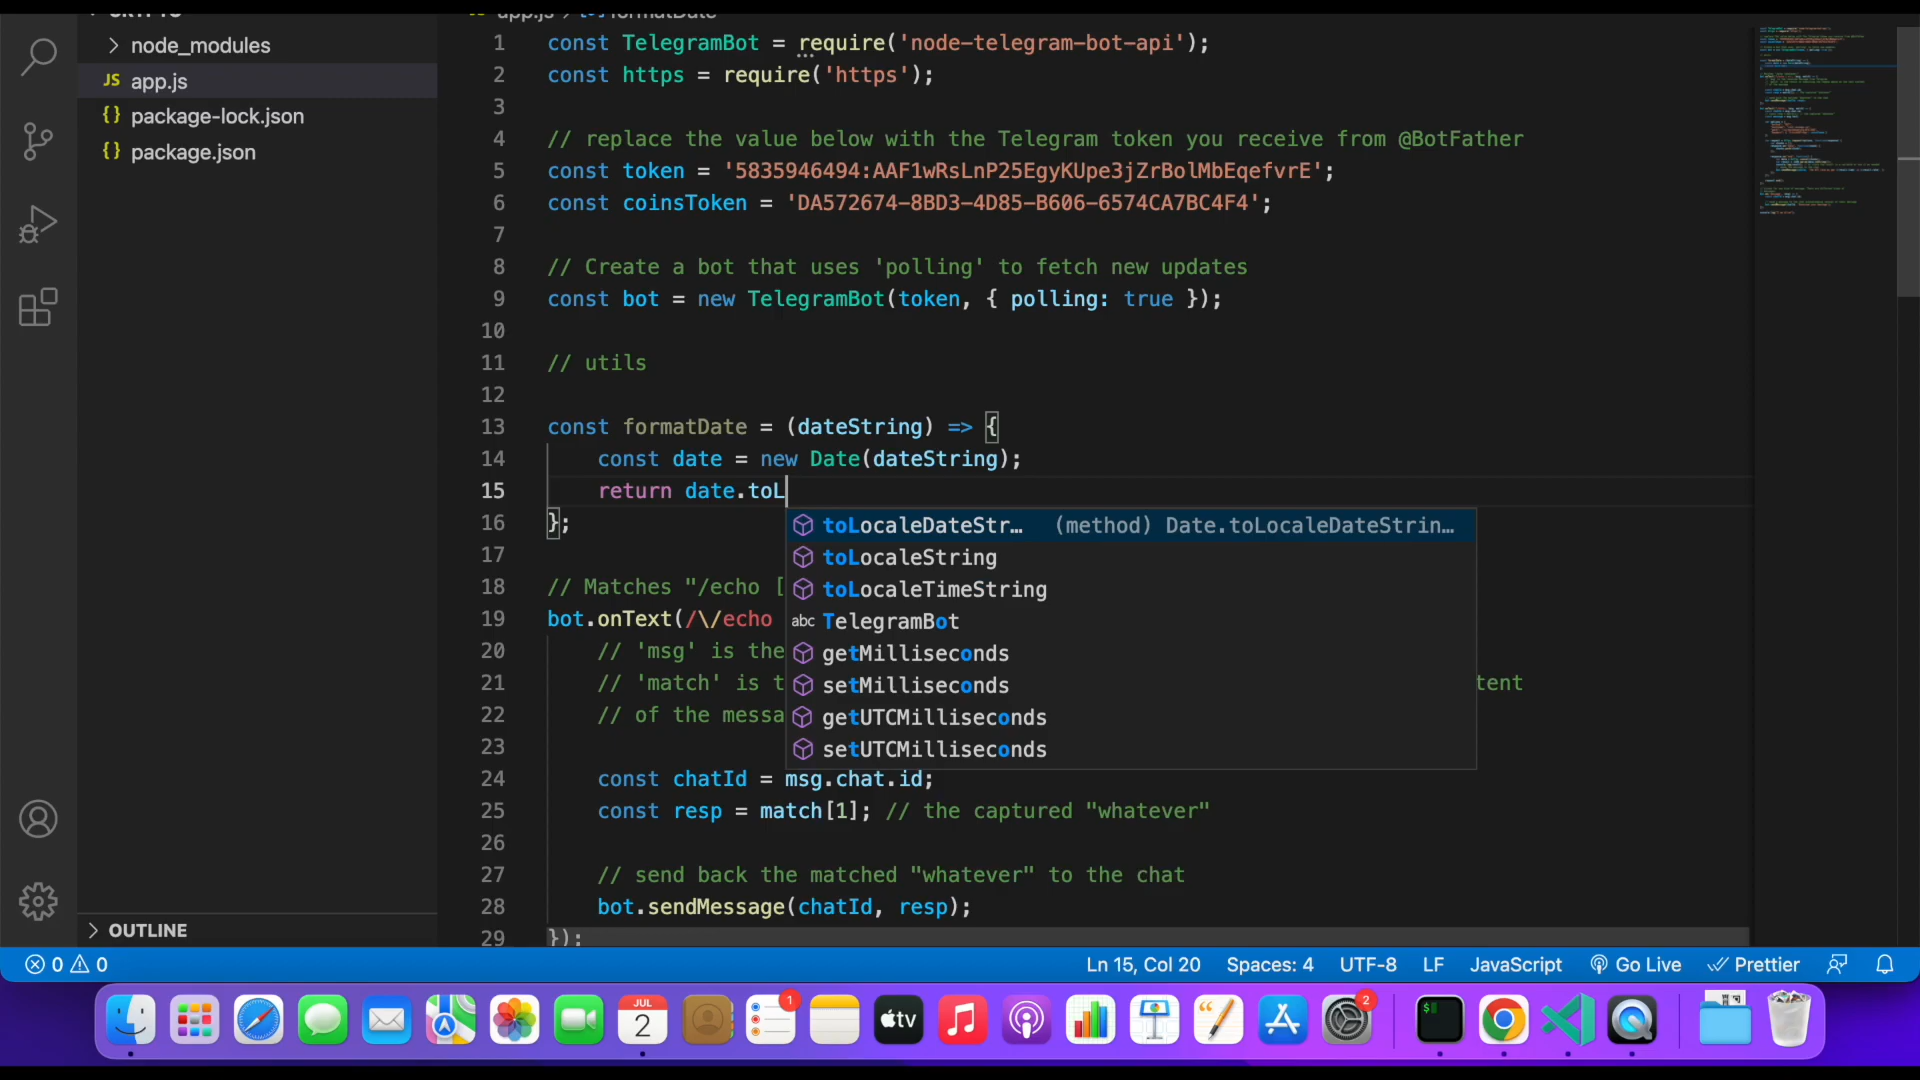 node_modules
JS app.js
{} package-lock.json
{} package.json
OUTLINE
app.js > formatDate
1 const TelegramBot = require('node-telegram-bot-api');
2 const https = require('https');
3
4 // replace the value below with the Telegram token you receive from @BotFather
5 const token = '5835946494:AAF1wRsLnP25EgyKUpe3jZrBolMbEqefvrE';
6 const coinsToken = 'DA572674-8BD3-4D85-B606-6574CA7BC4F4';
7
8 // Create a bot that uses 'polling' to fetch new updates
9 const bot = new TelegramBot(token, { polling: true });
10
11 // utils
12
13 const formatDate = (dateString) => {
14 const date = new Date(dateString);
15 return date.toL
16 };
toLocaleDateStr… (method) Date.toLocaleDateStrin…
toLocaleString
toLocaleTimeString
abc TelegramBot
getMilliseconds
setMilliseconds
getUTCMilliseconds
setUTCMilliseconds
17
18 // Matches "/echo [
19 bot.onText(/\/echo
20 // 'msg' is the
21 // 'match' is t tent
22 // of the messa
23
24 const chatId = msg.chat.id;
25 const resp = match[1]; // the captured "whatever"
26
27 // send back the matched "whatever" to the chat
28 bot.sendMessage(chatId, resp);
29 });
0 0
Ln 15, Col 20 Spaces: 4 UTF-8 LF JavaScript Go Live Prettier
JUL
2
1
tv
2
$